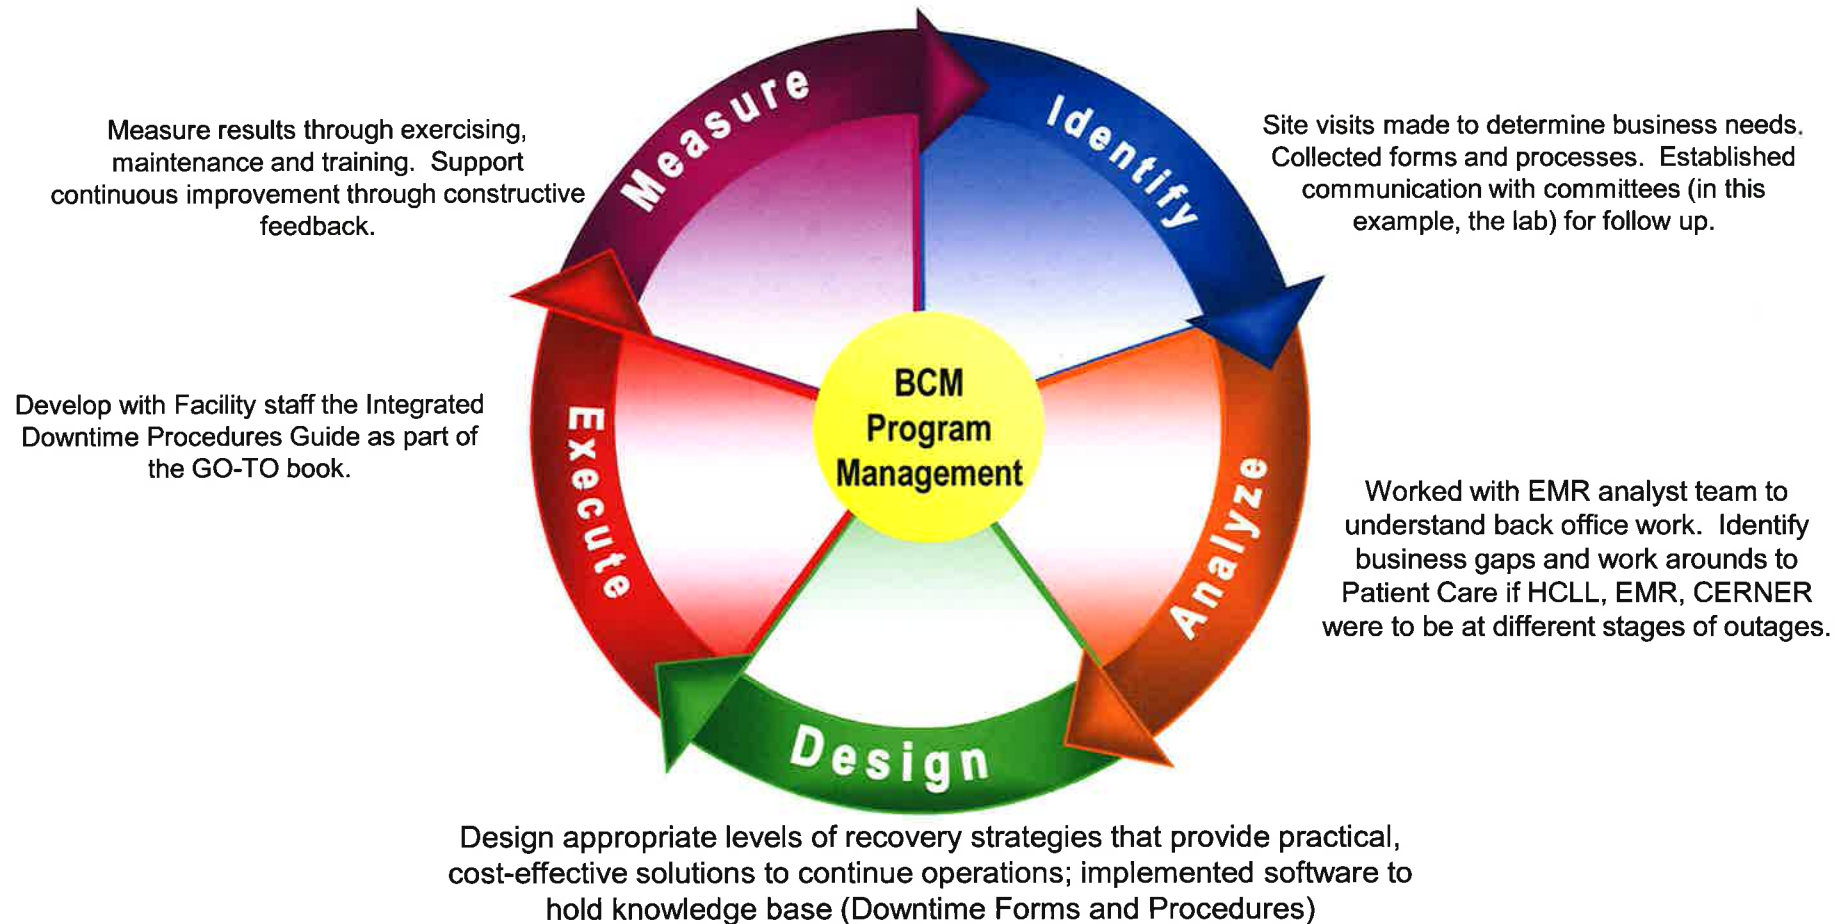 Measure
Identify
Analyze
Design
Execute
BCM
Program
Management
Measure results through exercising,
maintenance and training.  Support
continuous improvement through constructive
feedback.
Site visits made to determine business needs.
Collected forms and processes.  Established
communication with committees (in this
example, the lab) for follow up.
Develop with Facility staff the Integrated
Downtime Procedures Guide as part of
the GO-TO book.
Worked with EMR analyst team to
understand back office work.  Identify
business gaps and work arounds to
Patient Care if HCLL, EMR, CERNER
were to be at different stages of outages.
Design appropriate levels of recovery strategies that provide practical,
cost-effective solutions to continue operations; implemented software to
hold knowledge base (Downtime Forms and Procedures)